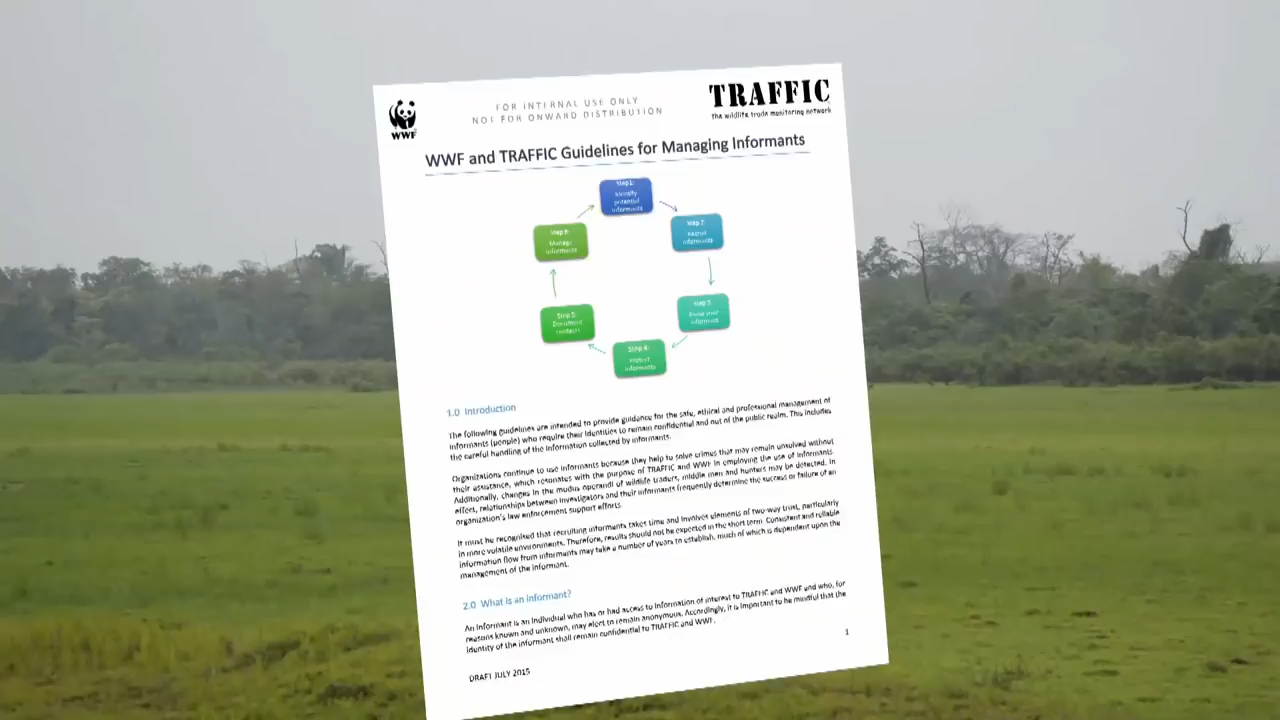 WWF
FOR INTERNAL USE ONLY
NOT FOR ONWARD DISTRIBUTION
TRAFFIC
the wildlife trade monitoring network
WWF and TRAFFIC Guidelines for Managing Informants
Step 1:
Identify
potential
informants
Step 2:
Recruit
informants
Step 3:
informant
Step 4:
Protect
informants
Step 5:
Document
contacts
Step 6:
Manage
informants
1.0 Introduction
The following guidelines are intended to provide guidance for the safe, ethical and professional management of
informants (people) who require their identities to remain confidential and out of the public realm. This includes
the careful handling of the information collected by informants.
Organizations continue to use informants because they help to solve crimes that may remain unsolved without
their assistance, which resonates with the purpose of TRAFFIC and WWF in employing the use of informants.
Additionally, changes in the modus operandi of wildlife traders, middle men and hunters may be detected. In
effect, relationships between investigators and their informants frequently determine the success or failure of an
organization's law enforcement support efforts.
It must be recognised that recruiting informants takes time and involves elements of two-way trust, particularly
in more volatile environments. Therefore, results should not be expected in the short term. Consistent and reliable
information flow from informants may take a number of years to establish, much of which is dependent upon the
management of the informant.
2.0 What is an informant?
An informant is an individual who has or had access to information of interest to TRAFFIC and WWF and who, for
reasons known and unknown, may elect to remain anonymous. Accordingly, it is important to be mindful that the
identity of the informant shall remain confidential to TRAFFIC and WWF.
1
DRAFT JULY 2015